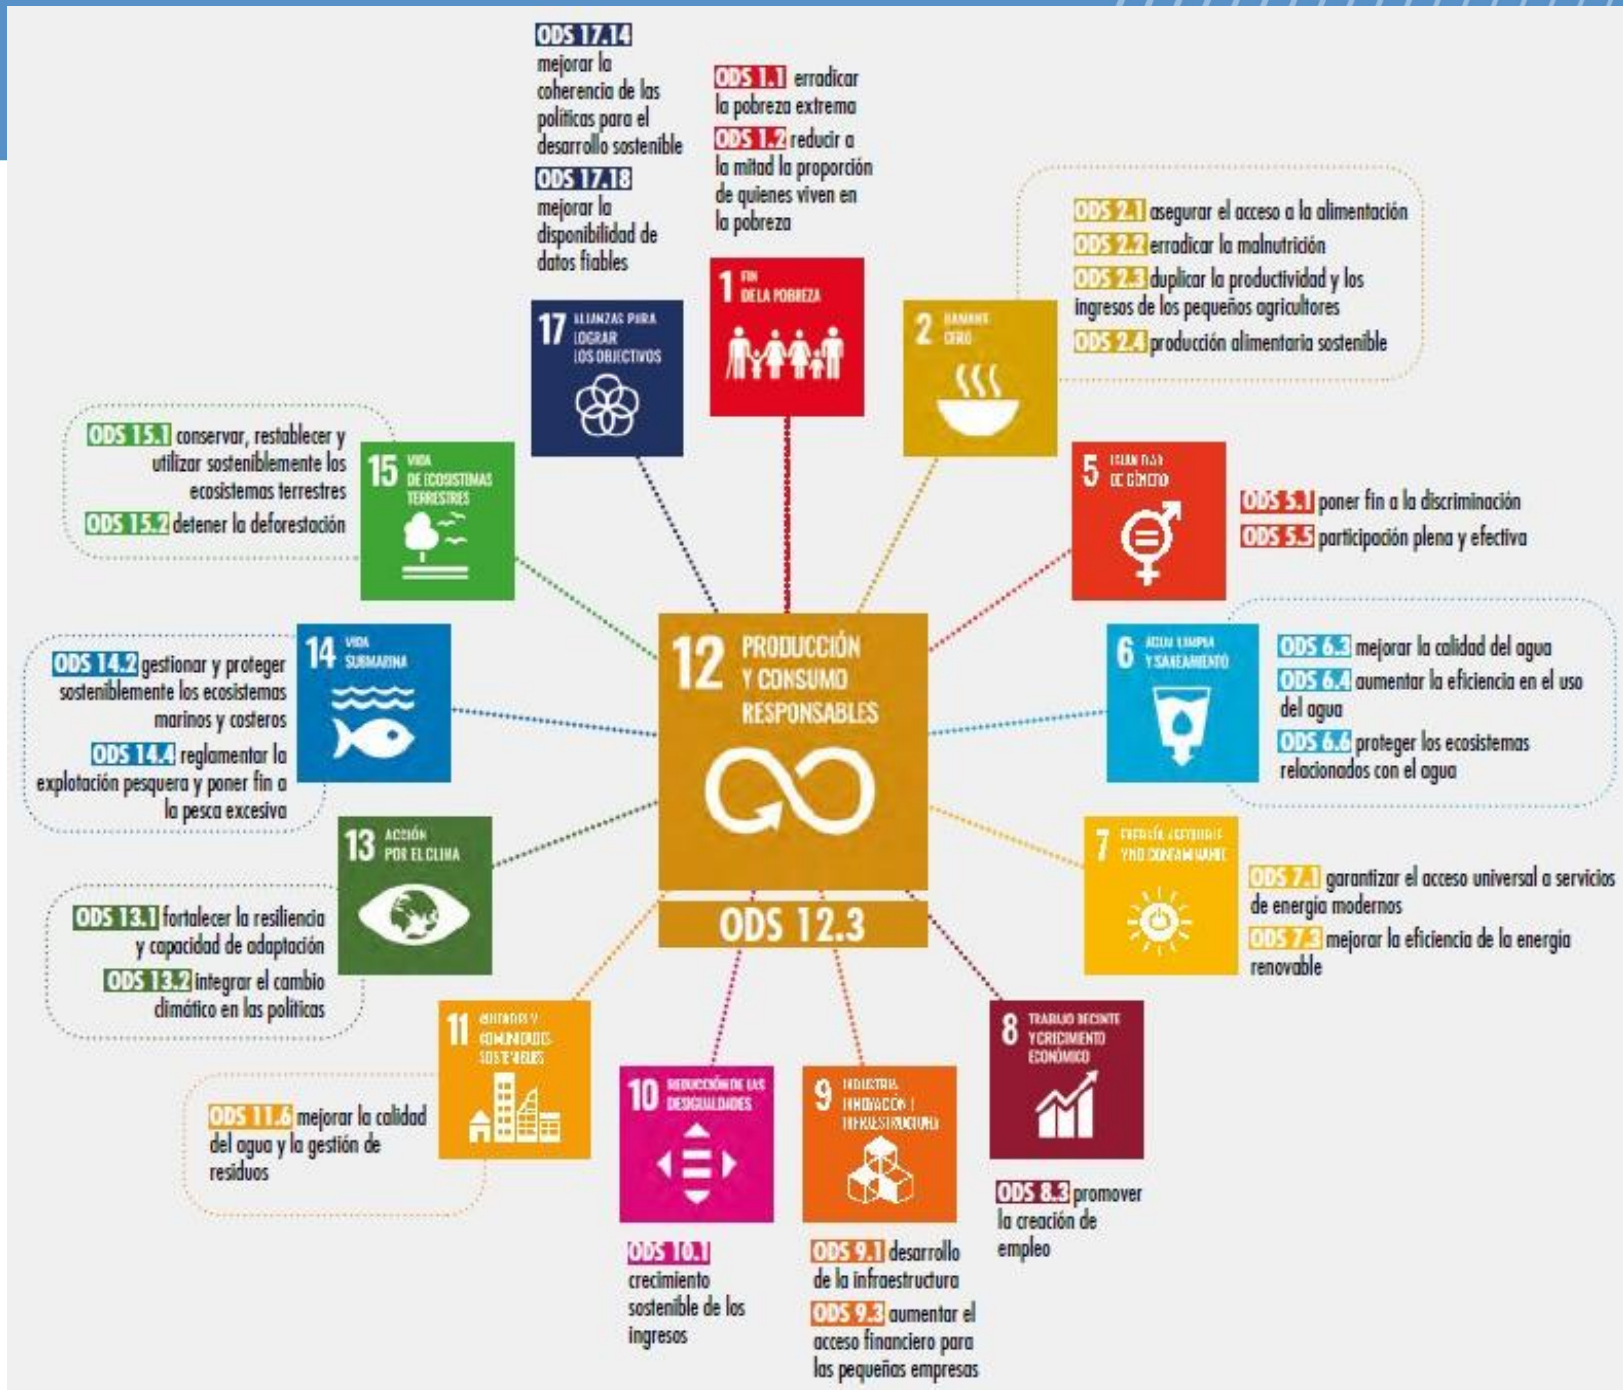 ODS 17.14
mejorar la
coherencia de las
políticas para el
desarrollo sostenible
ODS 17.18
mejorar la
disponibilidad de
datos fiables
ODS 1.1 erradicar
la pobreza extrema
ODS 1.2 reducir a
la mitad la proporción
de quienes viven en
la pobreza
ODS 2.1 asegurar el acceso a la alimentación
ODS 2.2 erradicar la malnutrición
ODS 2.3 duplicar la productividad y los
ingresos de los pequeños agricultores
ODS 2.4 producción alimentaria sostenible
17 ALIANZAS PARA
LOGRAR
LOS OBJECTIVOS
1 FIN
DE LA POBREZA
2 HAMBRE
CERO
ODS 15.1 conservar, restablecer y
utilizar sosteniblemente los
ecosistemas terrestres
ODS 15.2 detener la deforestación
15 VIDA
DE ECOSISTEMAS
TERRESTRES
5 IGUALDAD
DE GÉNERO
ODS 5.1 poner fin a la discriminación
ODS 5.5 participación plena y efectiva
ODS 14.2 gestionar y proteger
sosteniblemente los ecosistemas
marinos y costeros
ODS 14.4 reglamentar la
explotación pesquera y poner fin a
la pesca excesiva
14 VIDA
SUBMARINA
12 PRODUCCIÓN
Y CONSUMO
RESPONSABLES
ODS 12.3
6 AGUA LIMPIA
Y SANEAMIENTO
ODS 6.3 mejorar la calidad del agua
ODS 6.4 aumentar la eficiencia en el uso
del agua
ODS 6.6 proteger los ecosistemas
relacionados con el agua
13 ACCIÓN
POR EL CLIMA
ODS 13.1 fortalecer la resiliencia
y capacidad de adaptación
ODS 13.2 integrar el cambio
climático en las políticas
7 ENERGÍA ASEQUIBLE
Y NO CONTAMINANTE
ODS 7.1 garantizar el acceso universal a servicios
de energía modernos
ODS 7.3 mejorar la eficiencia de la energía
renovable
11 CIUDADES Y
COMUNIDADES
SOSTENIBLES
ODS 11.6 mejorar la calidad
del agua y la gestión de
residuos
10 REDUCCIÓN DE LAS
DESIGUALDADES
ODS 10.1
crecimiento
sostenible de los
ingresos
9 INDUSTRIA,
INNOVACIÓN E
INFRAESTRUCTURA
ODS 9.1 desarrollo
de la infraestructura
ODS 9.3 aumentar el
acceso financiero para
las pequeñas empresas
8 TRABAJO DECENTE
Y CRECIMIENTO
ECONÓMICO
ODS 8.3 promover
la creación de
empleo